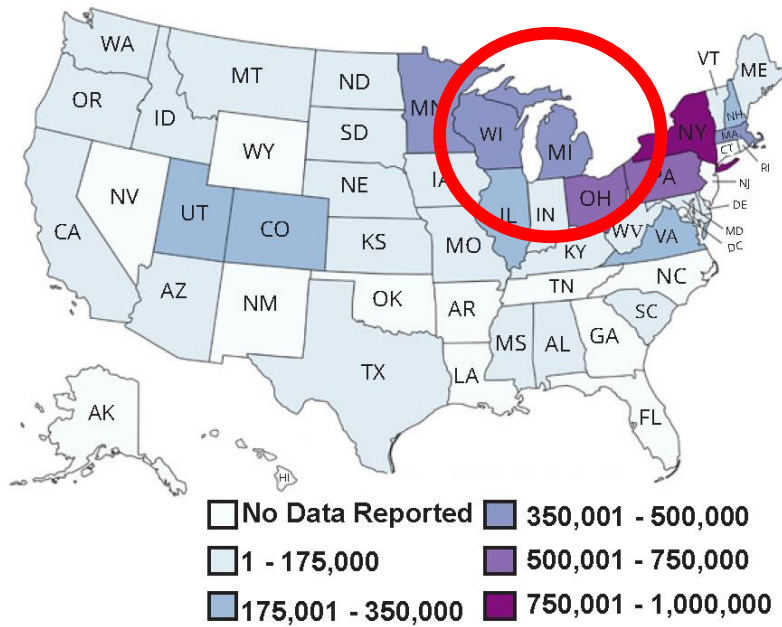 WA
MT
ND
MN
VT
ME
OR
ID
SD
WI
MI
NH
NY
MA
CT
RI
WY
IA
PA
NJ
NV
NE
IL
IN
OH
DE
UT
CO
KS
MO
WV
VA
MD
DC
CA
KY
AZ
NM
OK
AR
TN
NC
SC
TX
LA
MS
AL
GA
AK
HI
FL
No Data Reported
350,001 - 500,000
1 - 175,000
500,001 - 750,000
175,001 - 350,000
750,001 - 1,000,000